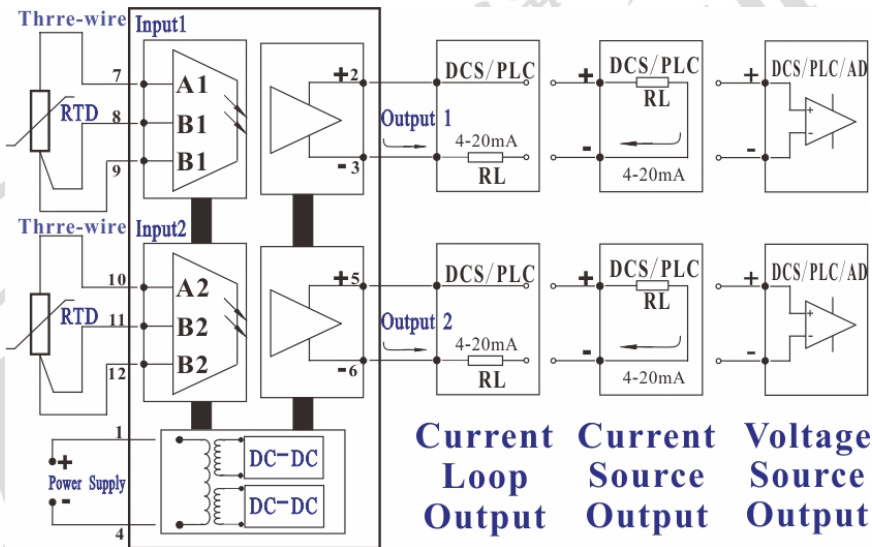 Thrre-wire
Input1
7
A1
RTD
8
B1
9
B1
+2
-3
Output 1
DCS/PLC
4-20mA
RL
+
DCS/PLC
RL
-
4-20mA
+
DCS/PLC/AD
+
-
-
Thrre-wire
Input2
10
A2
RTD
11
B2
12
B2
+5
-6
Output 2
DCS/PLC
4-20mA
RL
+
DCS/PLC
RL
-
4-20mA
+
DCS/PLC/AD
+
-
-
1
+
Power Supply
-
4
DC-DC
DC-DC
Current
Loop
Output
Current
Source
Output
Voltage
Source
Output